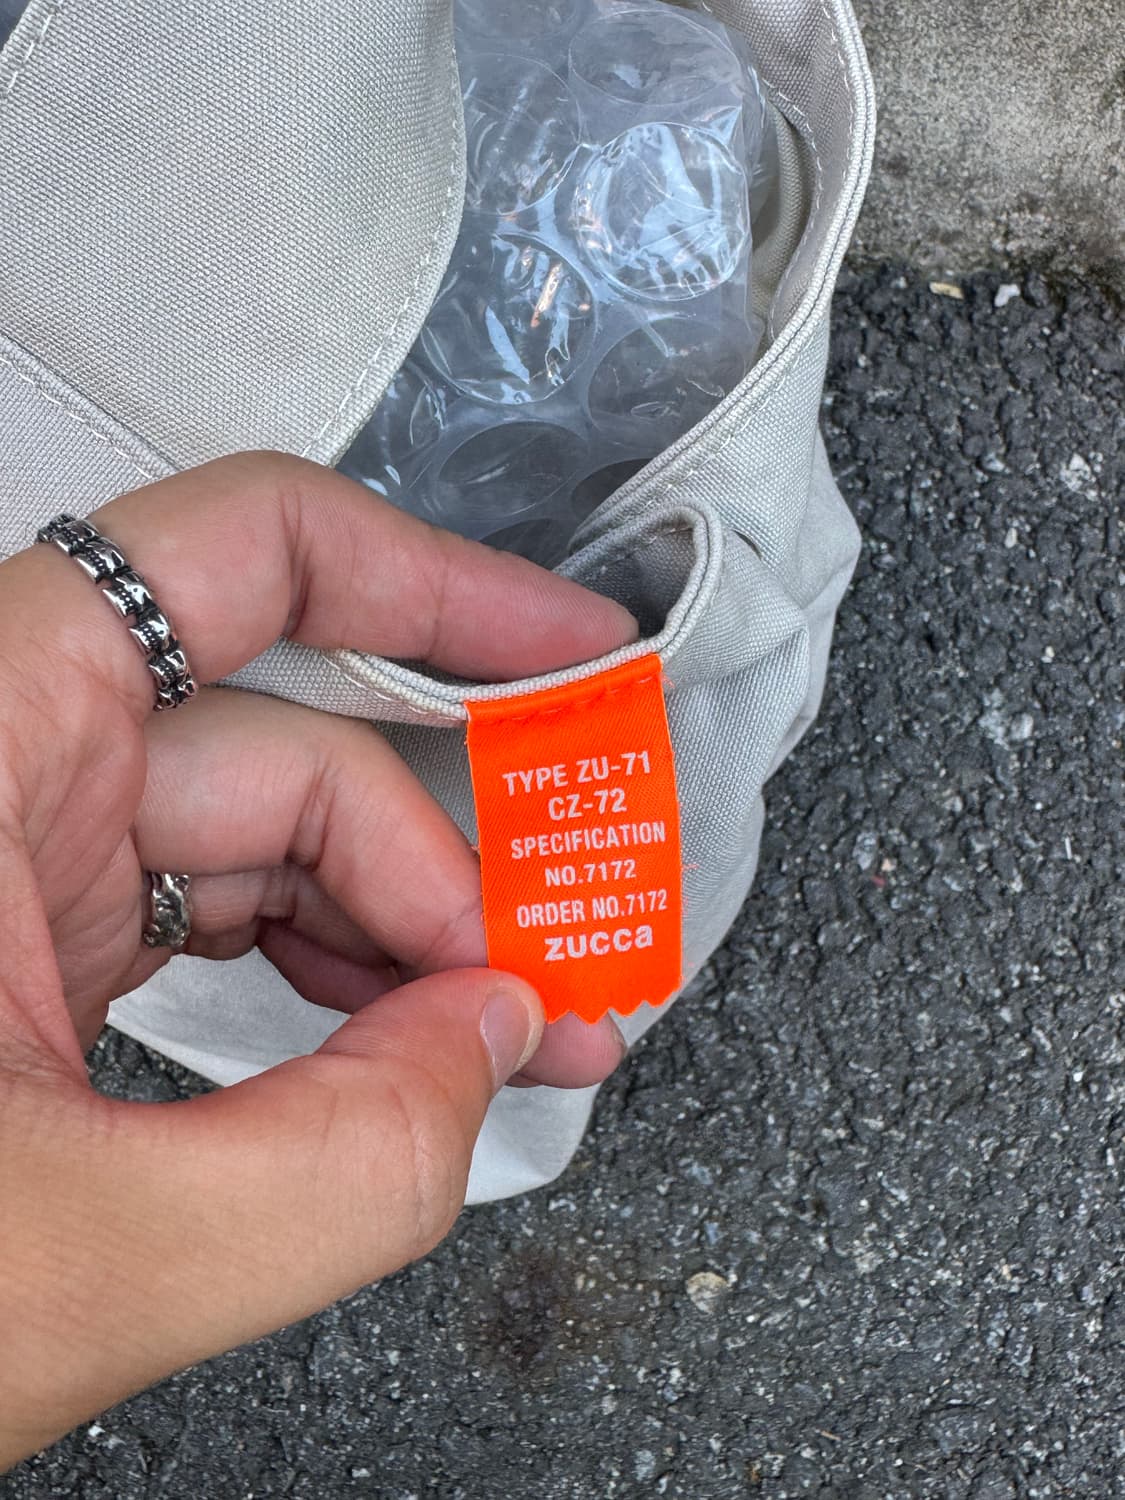 TYPE ZU-71
CZ-72
SPECIFICATION
NO.7172
ORDER NO.7172
zucca